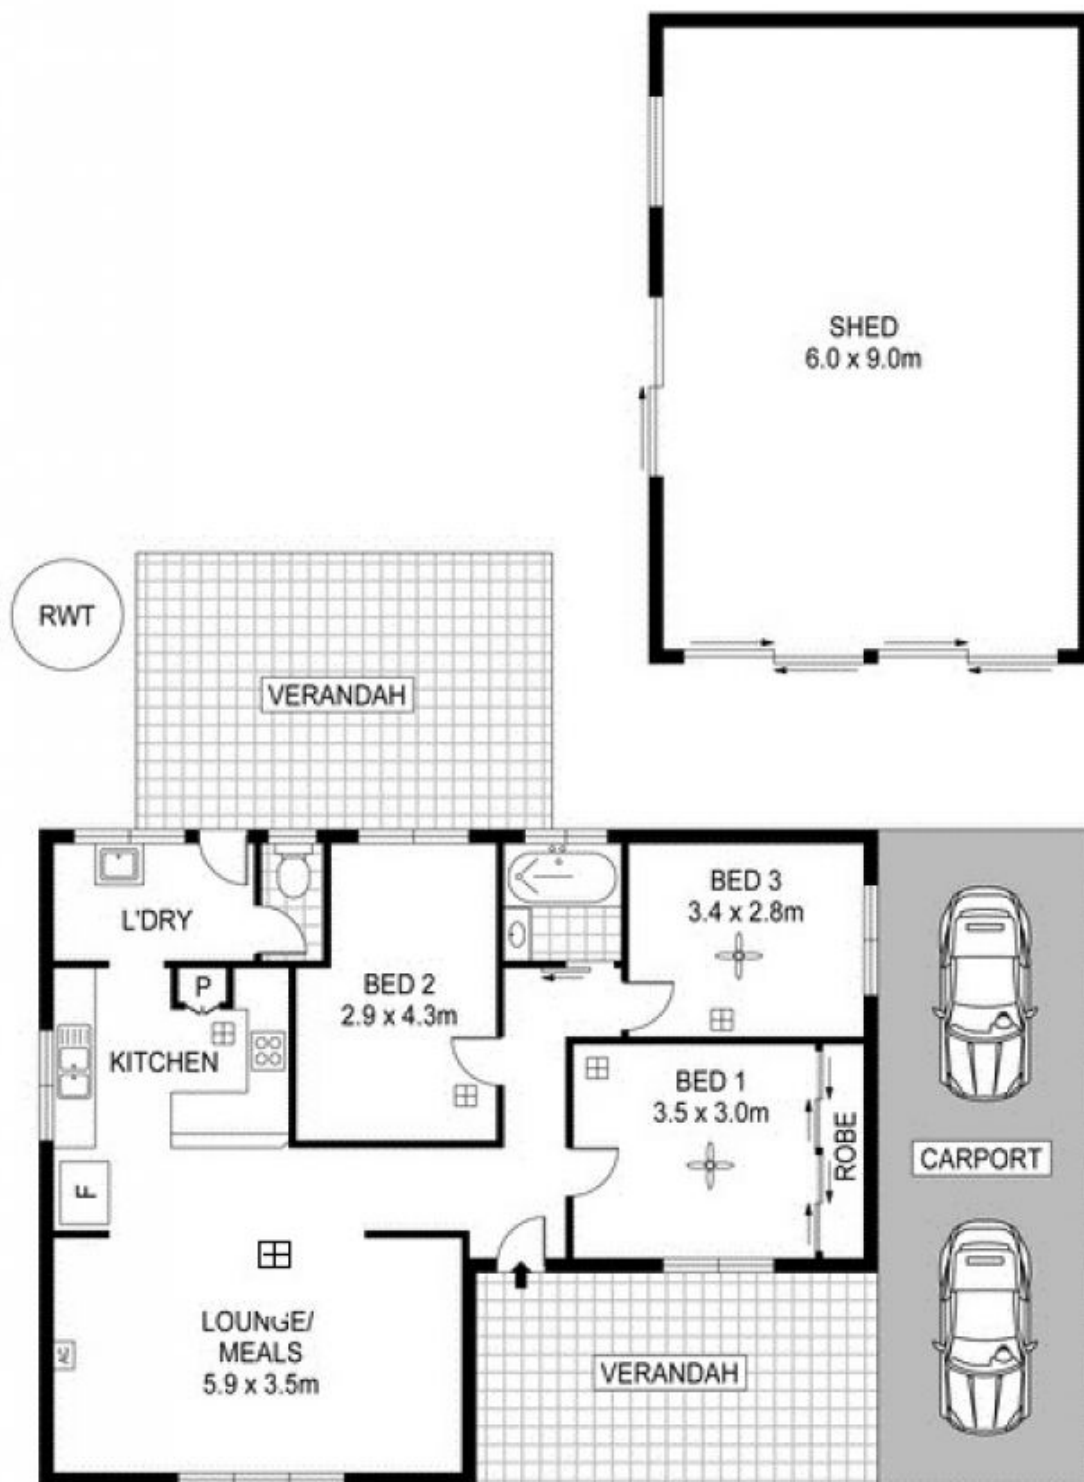 SHED
6.0 x 9.0m
RWT
VERANDAH
L'DRY
BED 3
3.4 x 2.8m
P
BED 2
2.9 x 4.3m
KITCHEN
BED 1
3.5 x 3.0m
ROBE
CARPORT
F
LOUNGE/
MEALS
5.9 x 3.5m
AC
VERANDAH